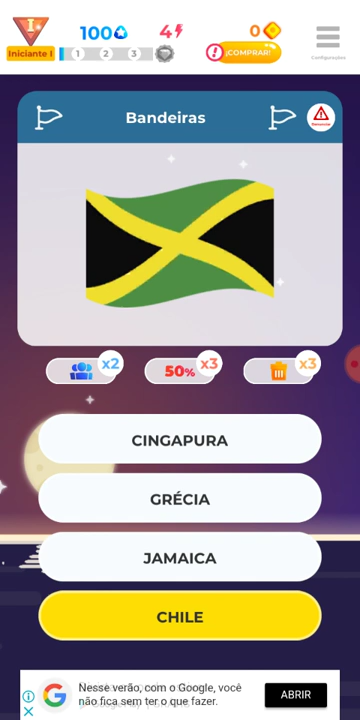 I
Iniciante I
100
4
0
¡COMPRAR!
1 2 3
Configurações
Bandeiras
x2
50%
x3
x3
CINGAPURA
GRÉCIA
JAMAICA
CHILE
Nesse verão, com o Google, você
não fica sem ter o que fazer.
ABRIR